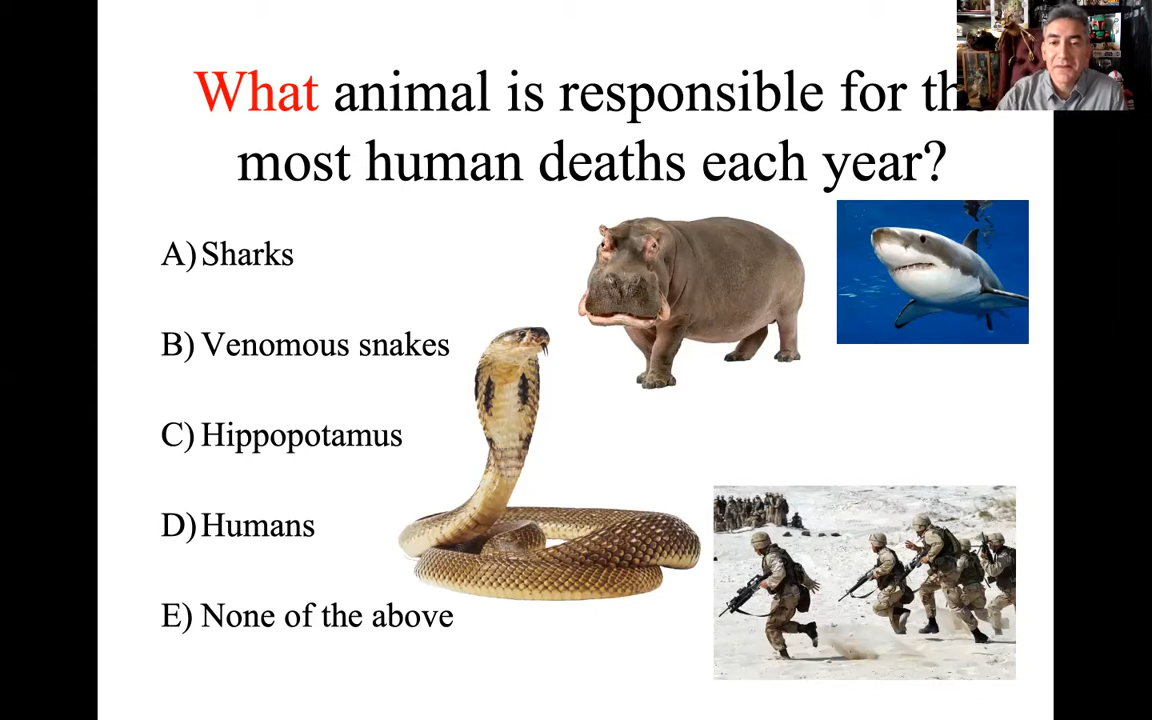 What animal is responsible for th
most human deaths each year?
A) Sharks
B) Venomous snakes
C) Hippopotamus
D) Humans
E) None of the above